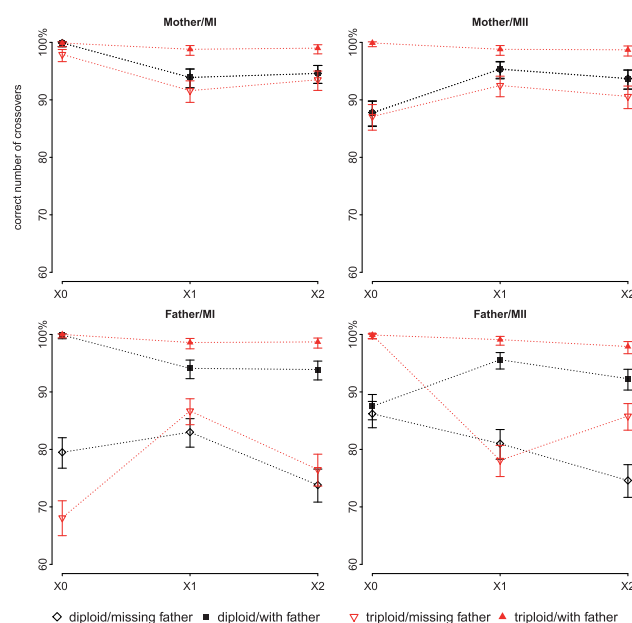 Mother/MI
Mother/MII
correct number of crossovers
100%
90
80
70
60
X0
X1
X2
100%
90
80
70
60
X0
X1
X2
Father/MI
Father/MII
100%
90
80
70
60
X0
X1
X2
100%
90
80
70
60
X0
X1
X2
diploid/missing father
diploid/with father
triploid/missing father
triploid/with father